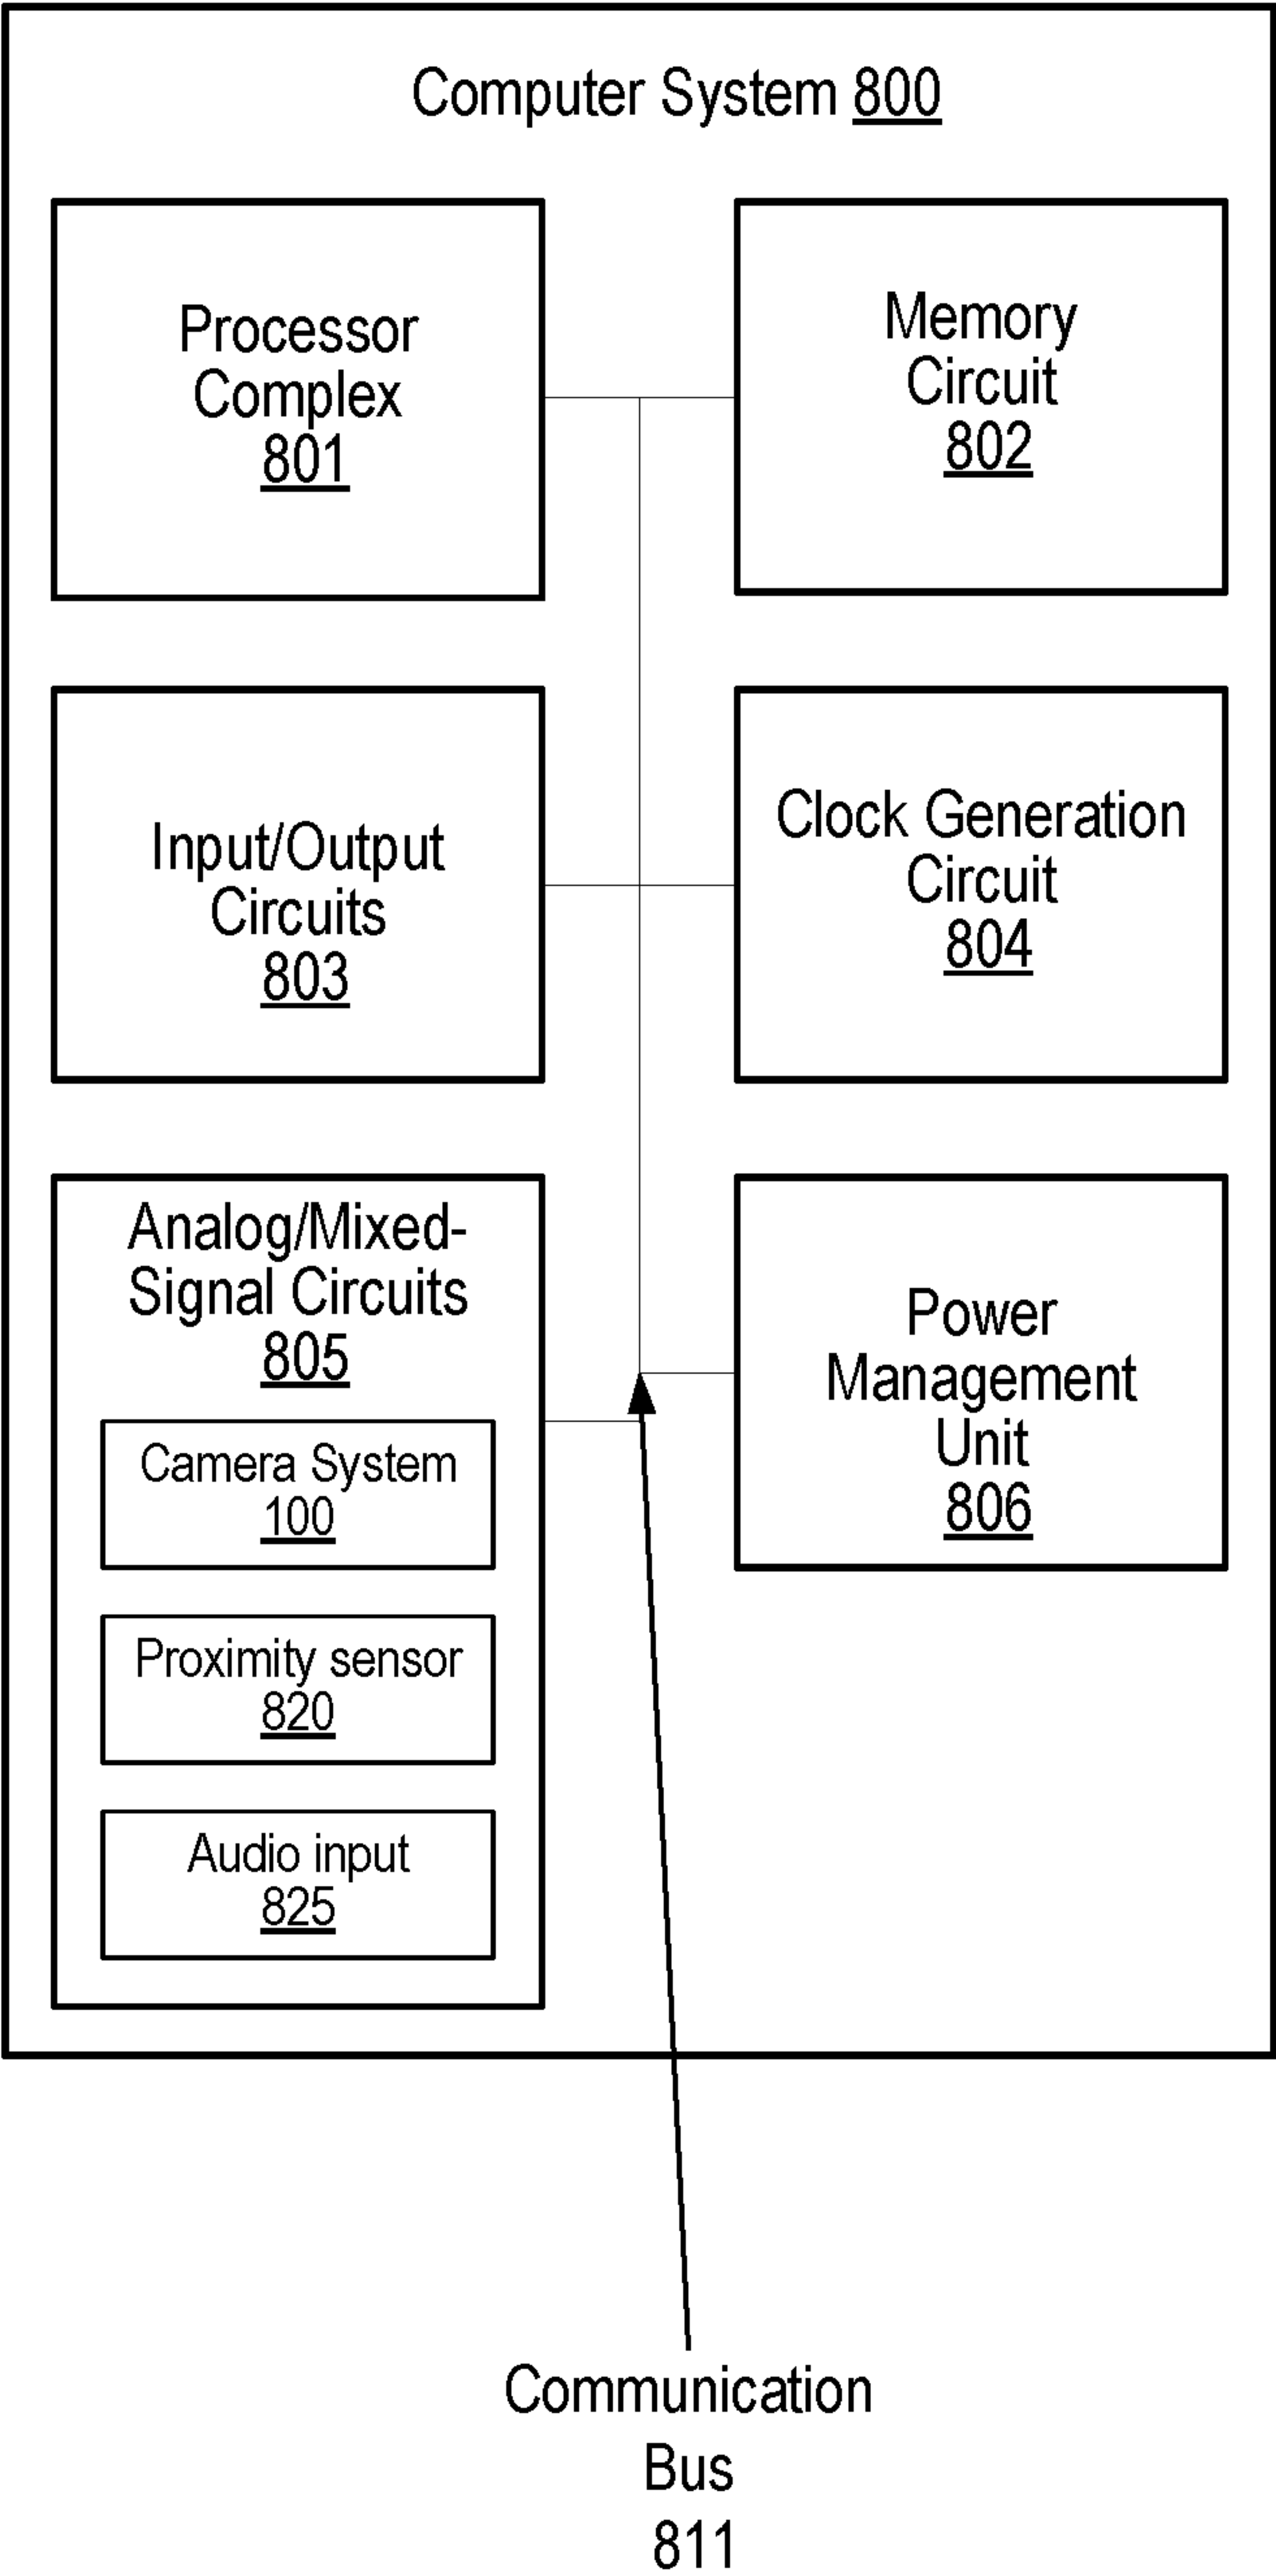 Computer System 800
Processor
Complex
801
Memory
Circuit
802
Input/Output
Circuits
803
Clock Generation
Circuit
804
Analog/Mixed-
Signal Circuits
805
Camera System
100
Proximity sensor
820
Audio input
825
Power
Management
Unit
806
Communication
Bus
811